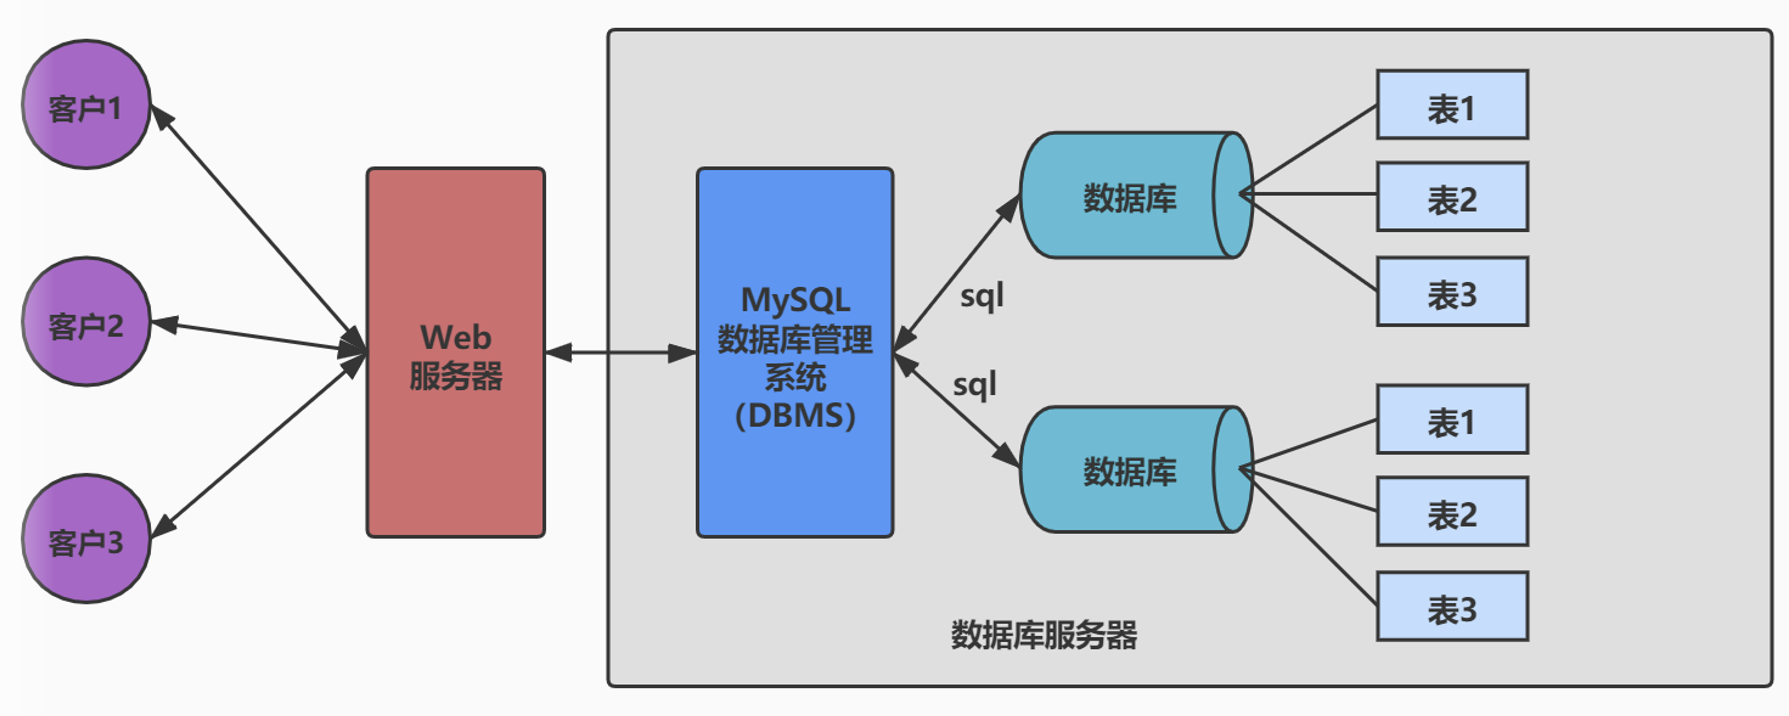 客户1
客户2
客户3
Web
服务器
MySQL
数据库管理
系统
（DBMS）
sql
sql
数据库
表1
表2
表3
数据库
表1
表2
表3
数据库服务器